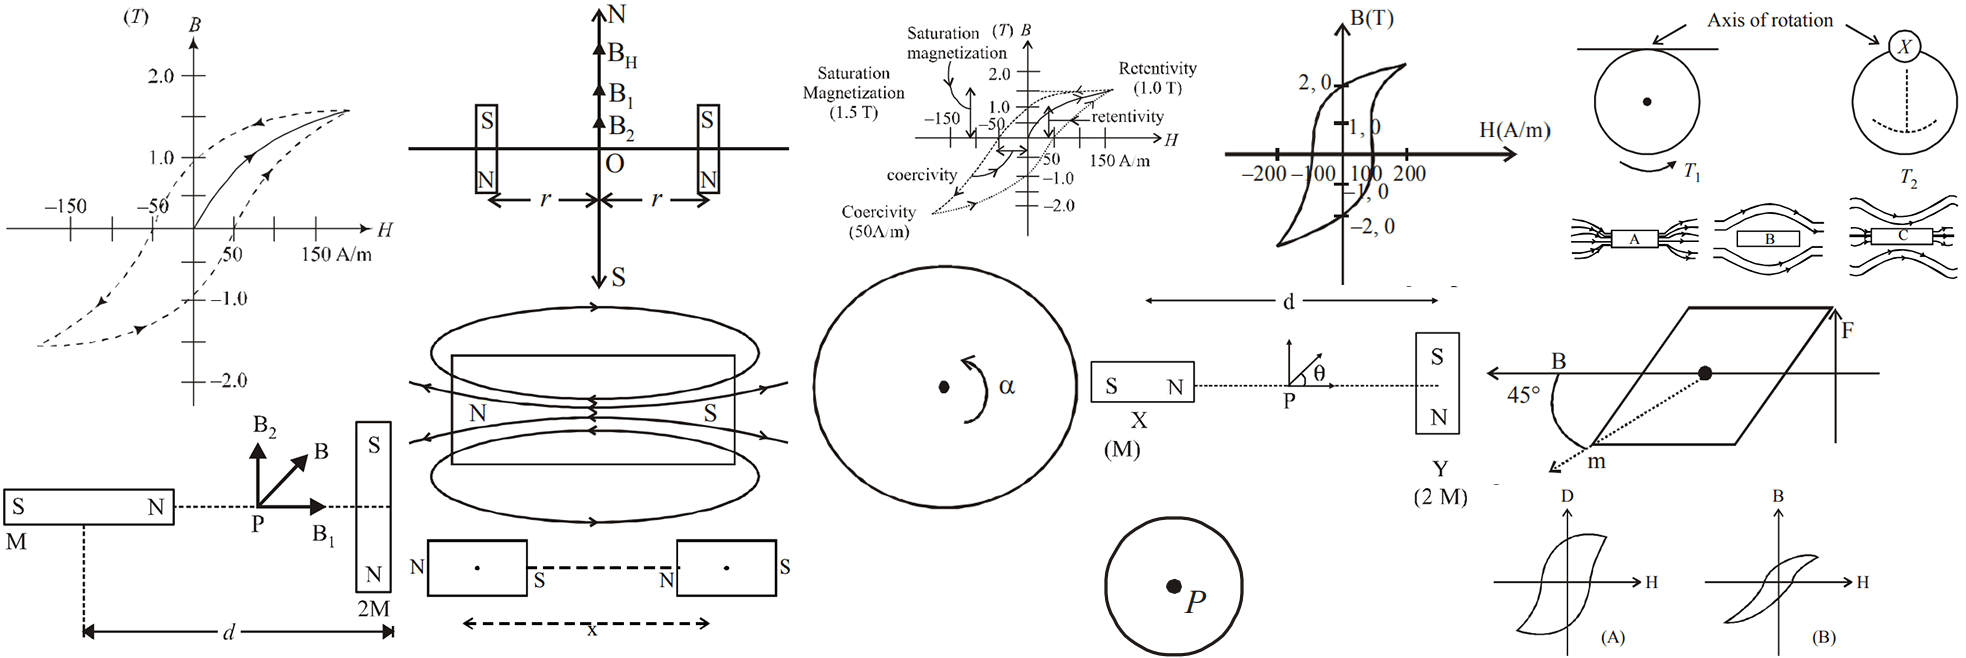 (T)
B
2.0
1.0
–150
–50
H
50
150 A/m
–1.0
–2.0
N
B_H
B_1
B_2
S
S
O
N
N
r
r
S
Saturation
magnetization
(T) B
Saturation
Magnetization
(1.5 T)
2.0
1.0
–150
–50
Retentivity
(1.0 T)
retentivity
H
50
150 A/m
coercivity
–1.0
–2.0
Coercivity
(50A/m)
B(T)
2, 0
1, 0
H(A/m)
–200
–100
100
200
–1, 0
–2, 0
Axis of rotation
X
T_1
T_2
A
B
C
B_2
B
S
N
P
B_1
M
S
N
2M
d
N
S
N
S
N
S
x
α
d
S
N
X
(M)
P
θ
S
N
Y
(2 M)
P
B
45°
F
m
D
H
(A)
B
H
(B)